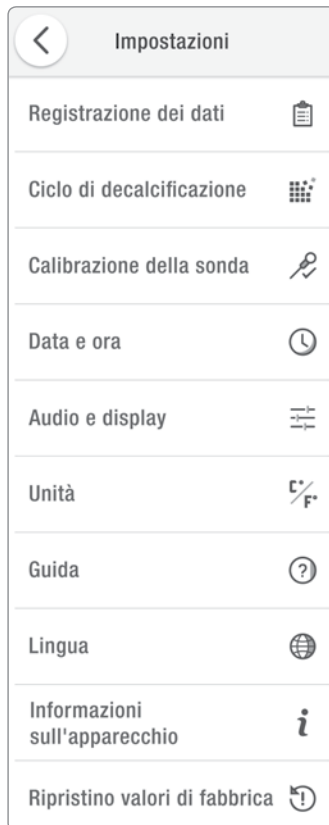 Impostazioni
Registrazione dei dati
Ciclo di decalcificazione
Calibrazione della sonda
Data e ora
Audio e display
Unità
C°/F°
Guida
Lingua
Informazioni
sull'apparecchio
Ripristino valori di fabbrica